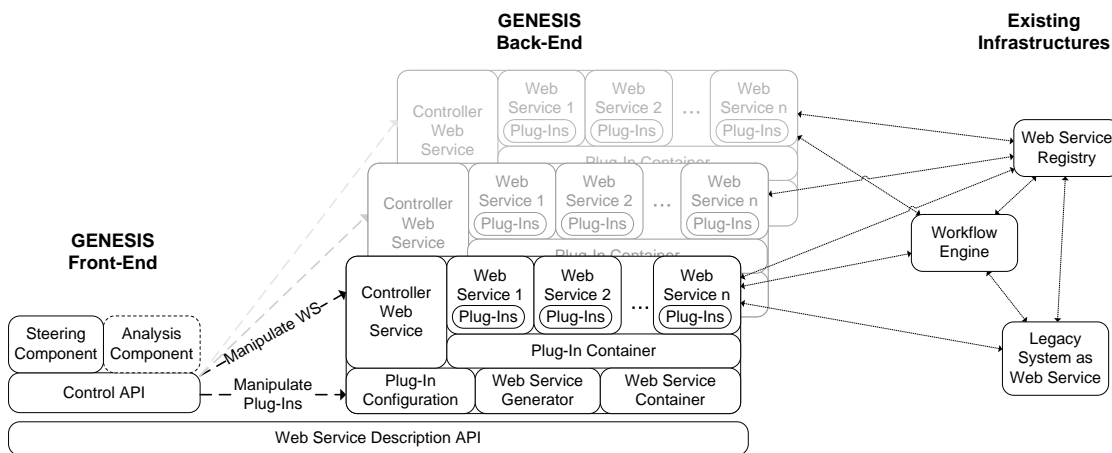 GENESIS
Back-End
Existing
Infrastructures
GENESIS
Front-End
Controller
Web
Service
Web
Service 1
Plug-Ins
Web
Service 2
Plug-Ins
...
Web
Service n
Plug-Ins
Plug-In Container
Controller
Web
Service
Web
Service 1
Plug-Ins
Web
Service 2
Plug-Ins
...
Web
Service n
Plug-Ins
Plug-In Container
Controller
Web
Service
Web
Service 1
Plug-Ins
Web
Service 2
Plug-Ins
...
Web
Service n
Plug-Ins
Plug-In Container
Plug-In
Configuration
Web Service
Generator
Web Service
Container
Web Service
Registry
Workflow
Engine
Legacy
System as
Web Service
Steering
Component
Analysis
Component
Control API
Manipulate WS
Manipulate
Plug-Ins
Web Service Description API